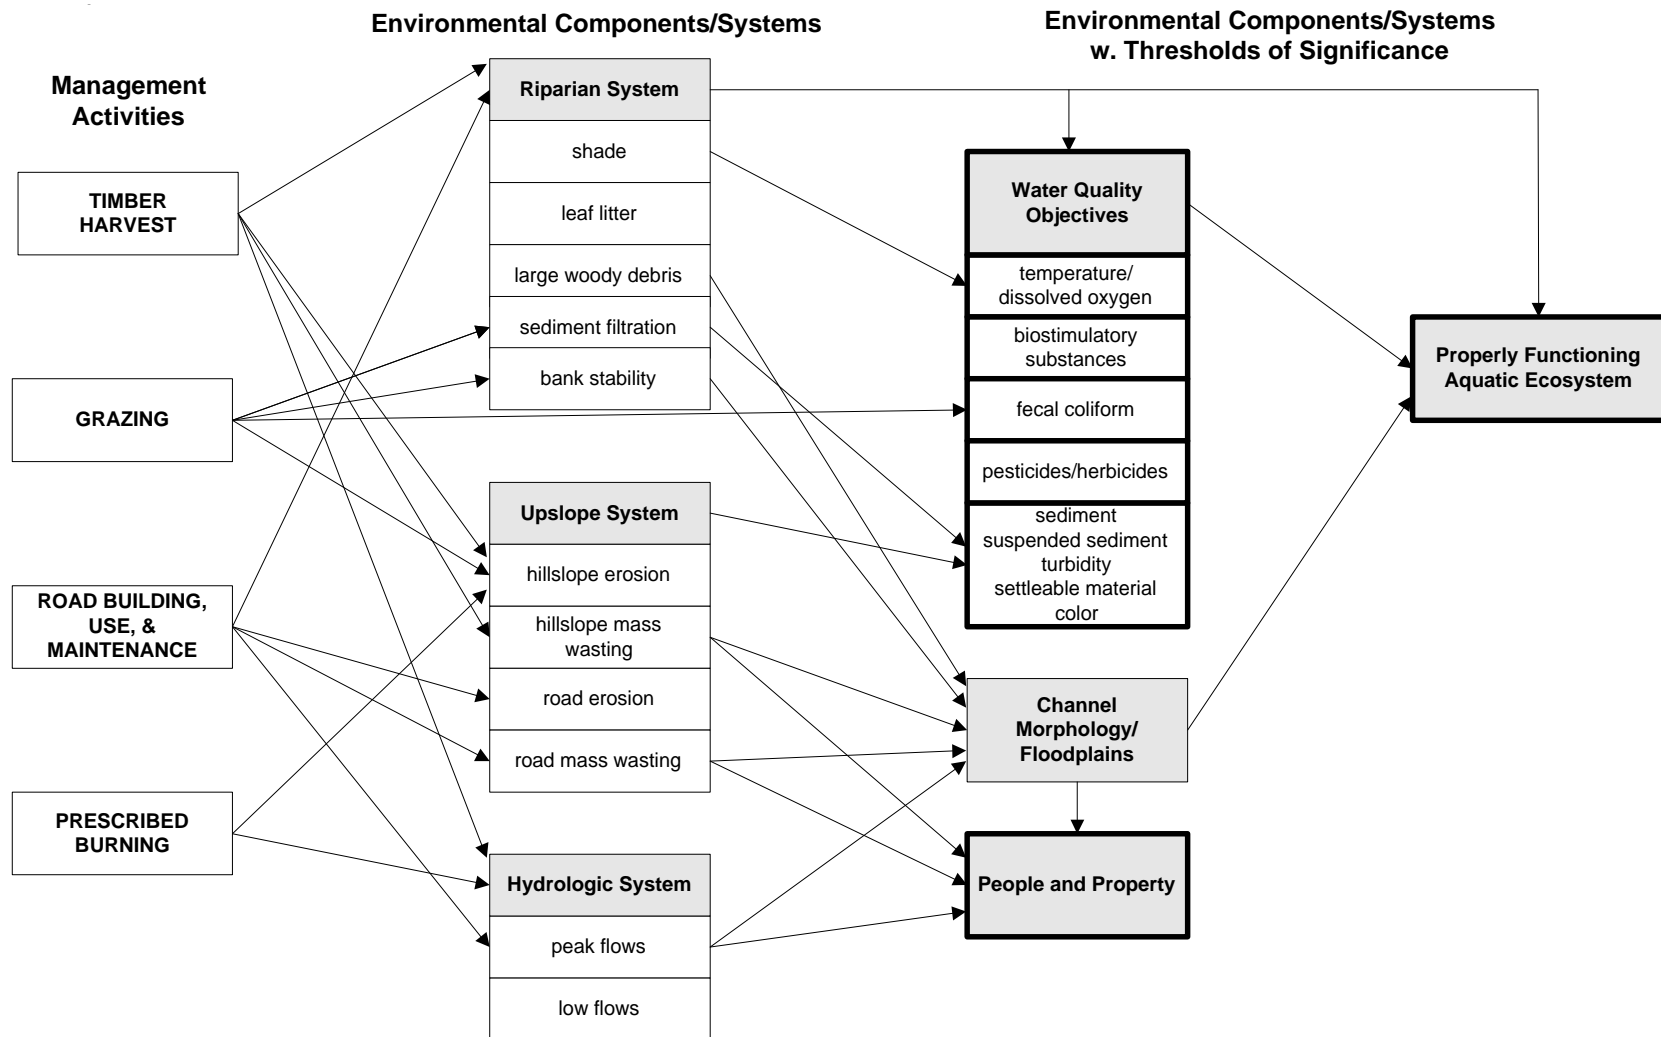 Environmental Components/Systems
Environmental Components/Systems
w. Thresholds of Significance
Management
Activities
TIMBER
HARVEST
GRAZING
ROAD BUILDING,
USE, &
MAINTENANCE
PRESCRIBED
BURNING
Riparian System
shade
leaf litter
large woody debris
sediment filtration
bank stability
Upslope System
hillslope erosion
hillslope mass
wasting
road erosion
road mass wasting
Hydrologic System
peak flows
low flows
Water Quality
Objectives
temperature/
dissolved oxygen
biostimulatory
substances
fecal coliform
pesticides/herbicides
sediment
suspended sediment
turbidity
settleable material
color
Channel
Morphology/
Floodplains
People and Property
Properly Functioning
Aquatic Ecosystem